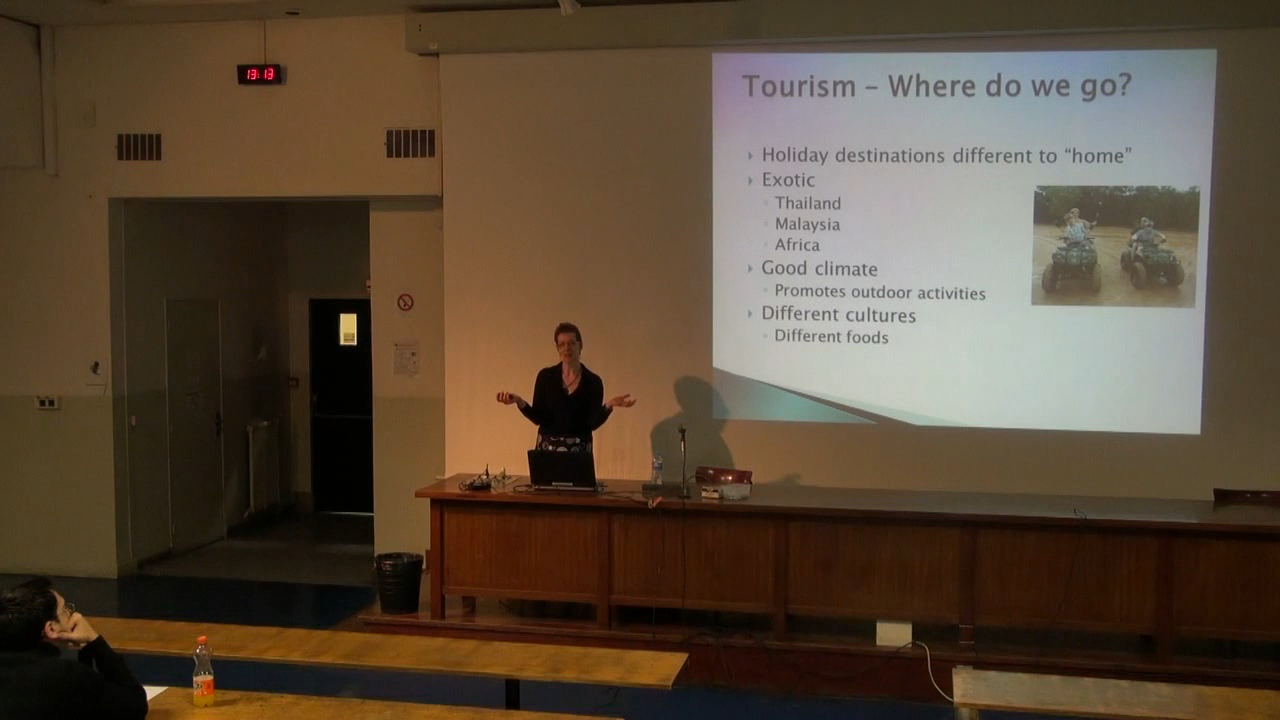 13:13
Tourism – Where do we go?
Holiday destinations different to “home”
Exotic
Thailand
Malaysia
Africa
Good climate
Promotes outdoor activities
Different cultures
Different foods